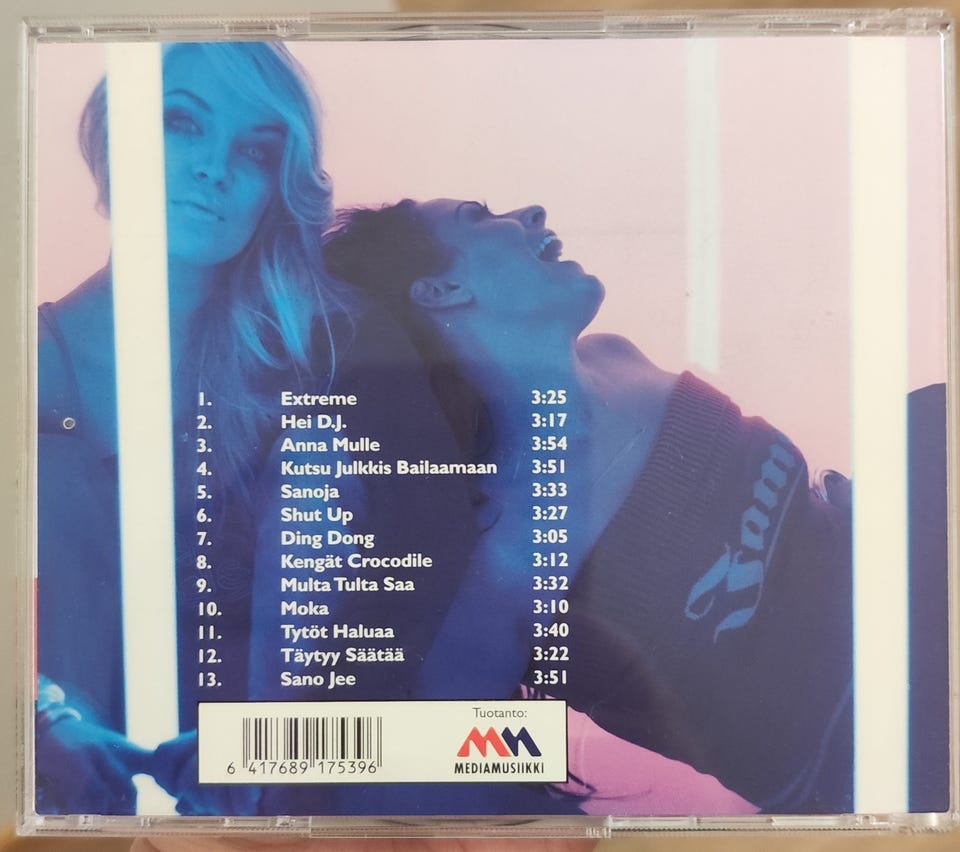 1. Extreme 3:25
2. Hei D.J. 3:17
3. Anna Mulle 3:54
4. Kutsu Julkkis Bailaamaan 3:51
5. Sanoja 3:33
6. Shut Up 3:27
7. Ding Dong 3:05
8. Kengät Crocodile 3:12
9. Multa Tulta Saa 3:32
10. Moka 3:10
11. Tytöt Haluaa 3:40
12. Täytyy Säätää 3:22
13. Sano Jee 3:51
Tuotanto:
MEDIAMUSIIKKI
6 417689 175396